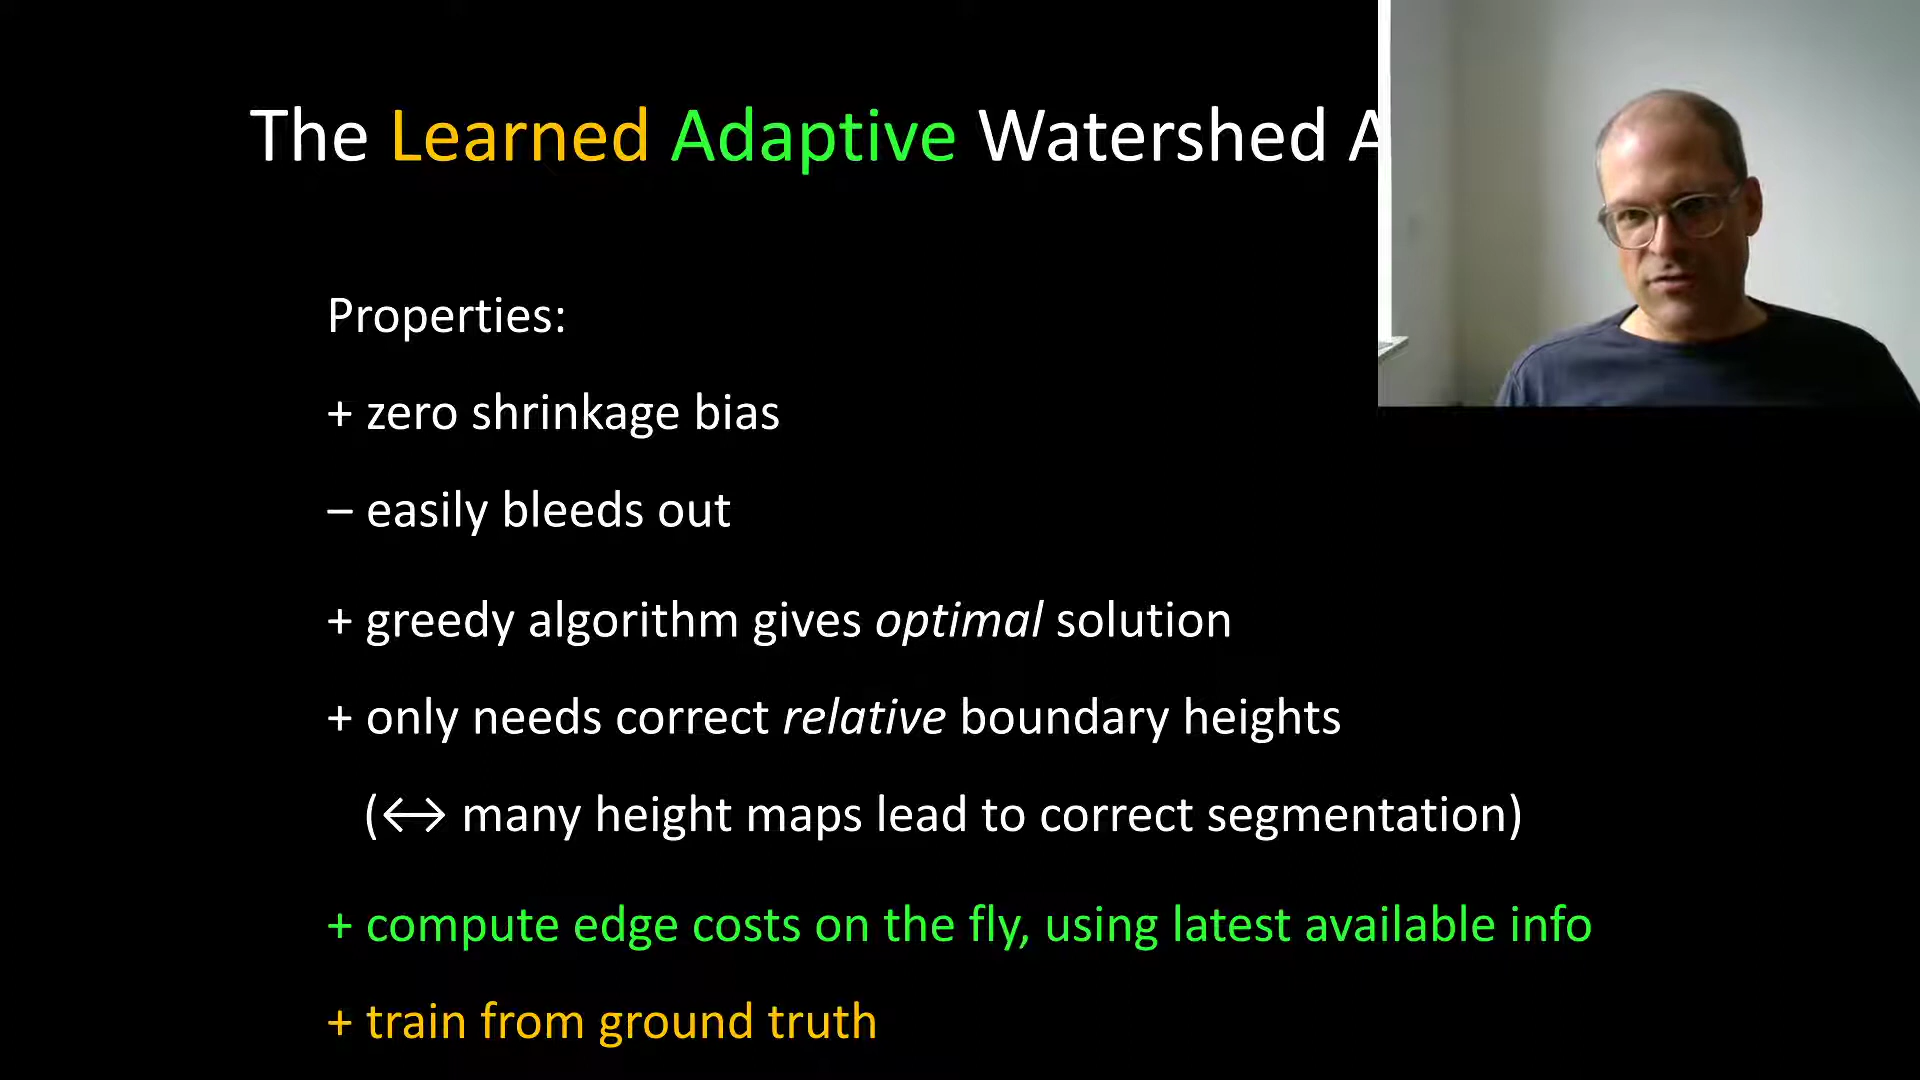 The Learned Adaptive Watershed A
Properties:
+ zero shrinkage bias
– easily bleeds out
+ greedy algorithm gives optimal solution
+ only needs correct relative boundary heights
(↔ many height maps lead to correct segmentation)
+ compute edge costs on the fly, using latest available info
+ train from ground truth